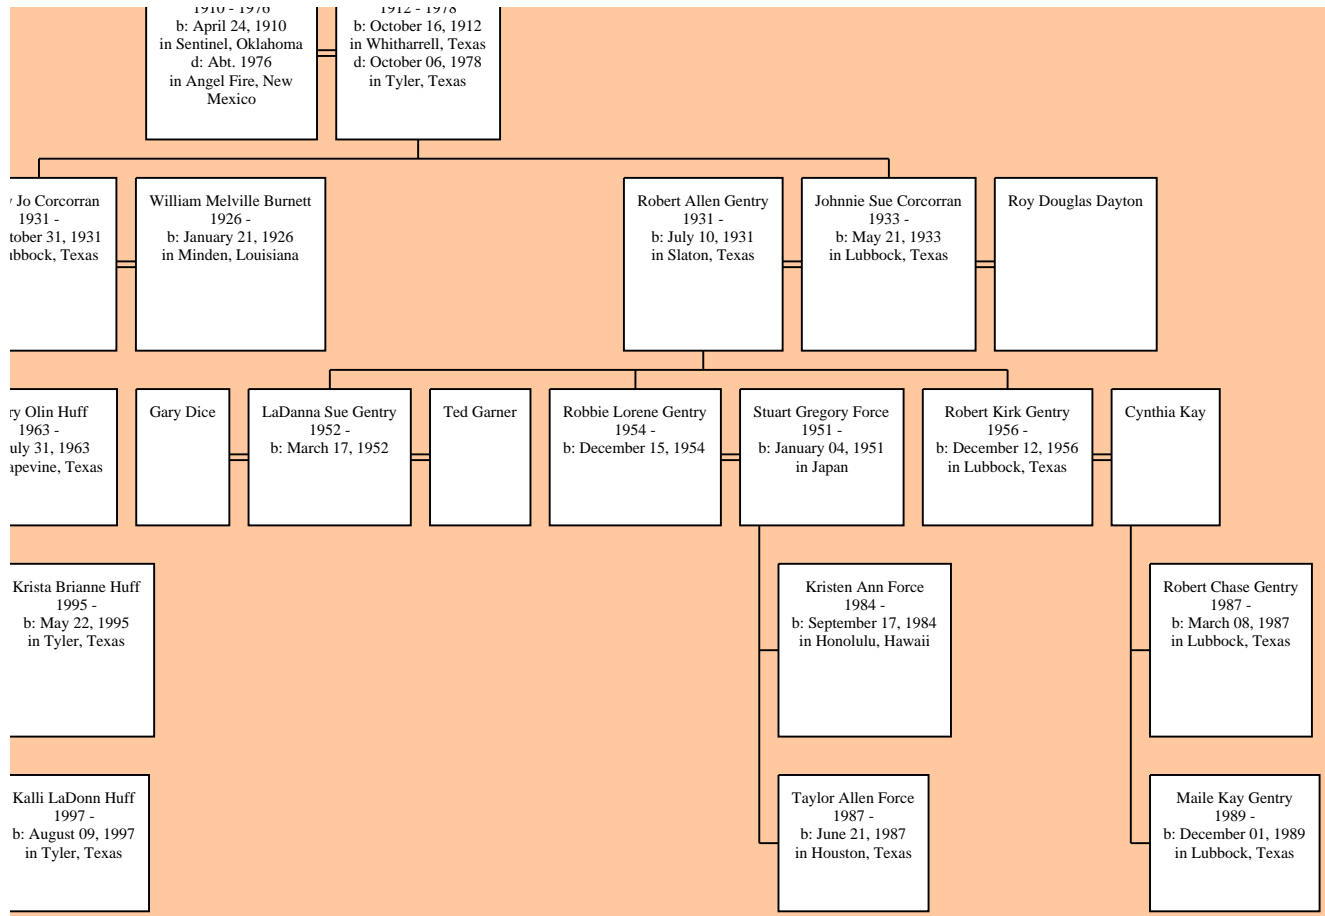 1910 - 1976
b: April 24, 1910
in Sentinel, Oklahoma
d: Abt. 1976
in Angel Fire, New
Mexico
1912 - 1978
b: October 16, 1912
in Whitharrell, Texas
d: October 06, 1978
in Tyler, Texas
Jo Corcorran
1931 -
31, 1931
Texas
William Melville Burnett
1926 -
b: January 21, 1926
in Minden, Louisiana
Robert Allen Gentry
1931 -
b: July 10, 1931
in Slaton, Texas
Johnnie Sue Corcorran
1933 -
b: May 21, 1933
in Lubbock, Texas
Roy Douglas Dayton
Olin Huff
1963 -
31, 1963
Texas
Gary Dice
LaDanna Sue Gentry
1952 -
b: March 17, 1952
Ted Garner
Robbie Lorene Gentry
1954 -
b: December 15, 1954
Stuart Gregory Force
1951 -
b: January 04, 1951
in Japan
Robert Kirk Gentry
1956 -
b: December 12, 1956
in Lubbock, Texas
Cynthia Kay
Krista Brianne Huff
1995 -
b: May 22, 1995
in Tyler, Texas
Kristen Ann Force
1984 -
b: September 17, 1984
in Honolulu, Hawaii
Robert Chase Gentry
1987 -
b: March 08, 1987
in Lubbock, Texas
Kalli LaDonn Huff
1997 -
b: August 09, 1997
in Tyler, Texas
Taylor Allen Force
1987 -
b: June 21, 1987
in Houston, Texas
Maile Kay Gentry
1989 -
b: December 01, 1989
in Lubbock, Texas